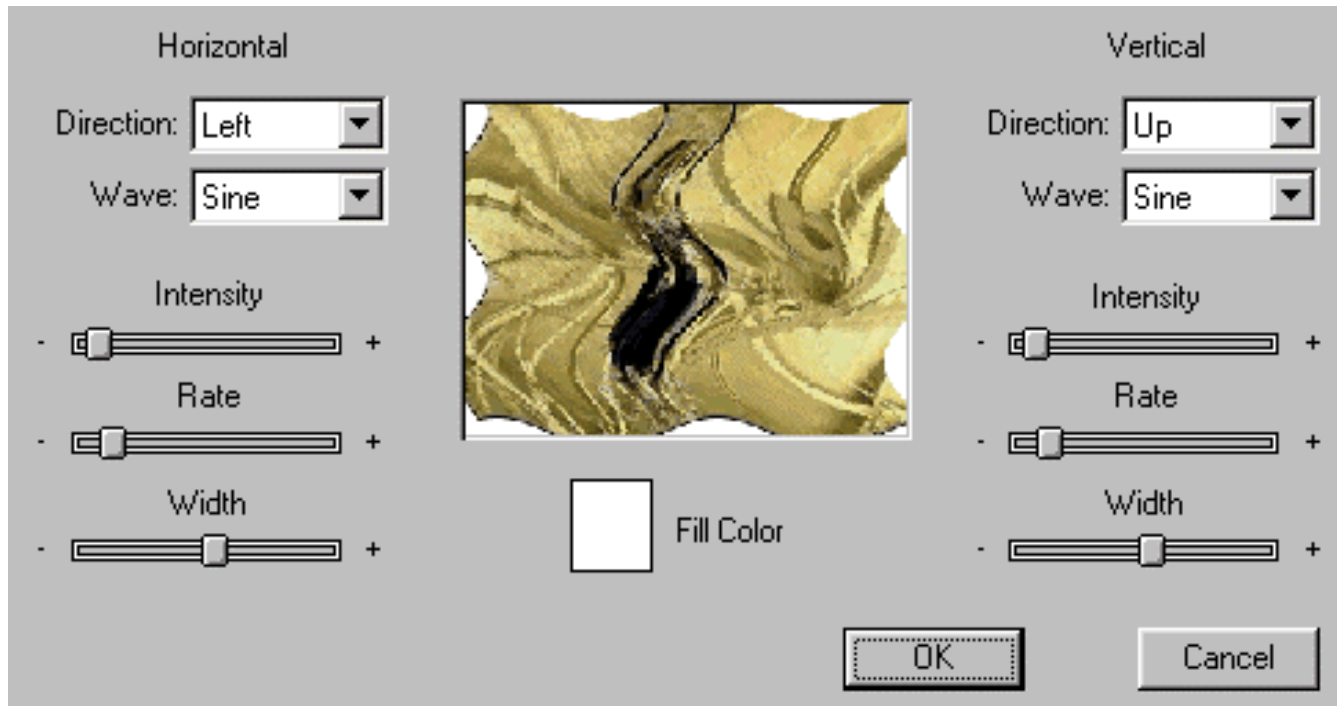 Horizontal
Direction: Left
Wave: Sine
Intensity
- +
Rate
- +
Width
- +
Fill Color
Vertical
Direction: Up
Wave: Sine
Intensity
- +
Rate
- +
Width
- +
OK
Cancel